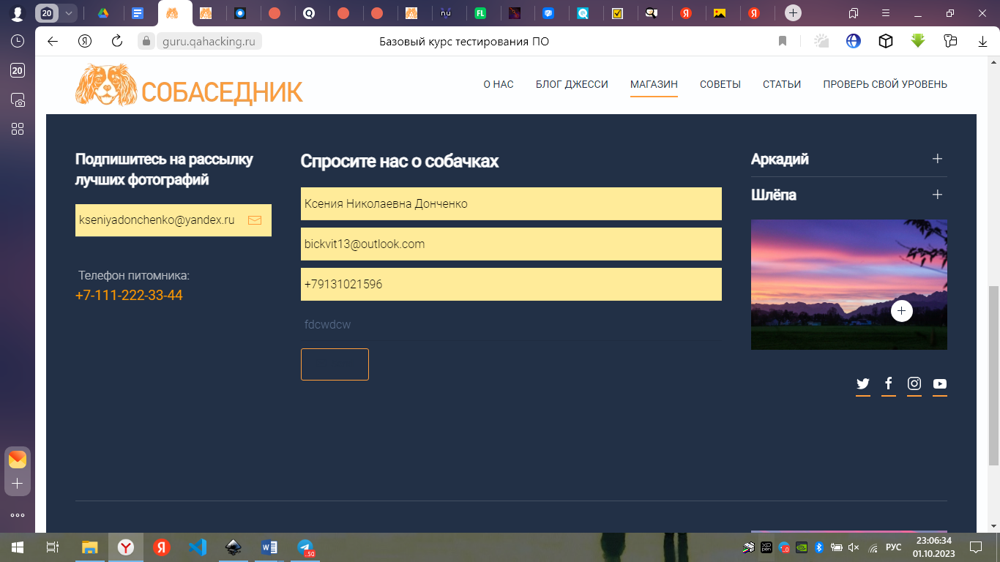 20
guru.qahacking.ru
Базовый курс тестирования ПО
20
СОБАСЕДНИК
О НАС
БЛОГ ДЖЕССИ
МАГАЗИН
СОВЕТЫ
СТАТЬИ
ПРОВЕРЬ СВОЙ УРОВЕНЬ
Подпишитесь на рассылку
лучших фотографий
kseniyadonchenko@yandex.ru
Телефон питомника:
+7-111-222-33-44
Спросите нас о собачках
Ксения Николаевна Донченко
bickvit13@outlook.com
+79131021596
fdcwdcw
Аркадий
Шлёпа
РУС
23:06:34
01.10.2023